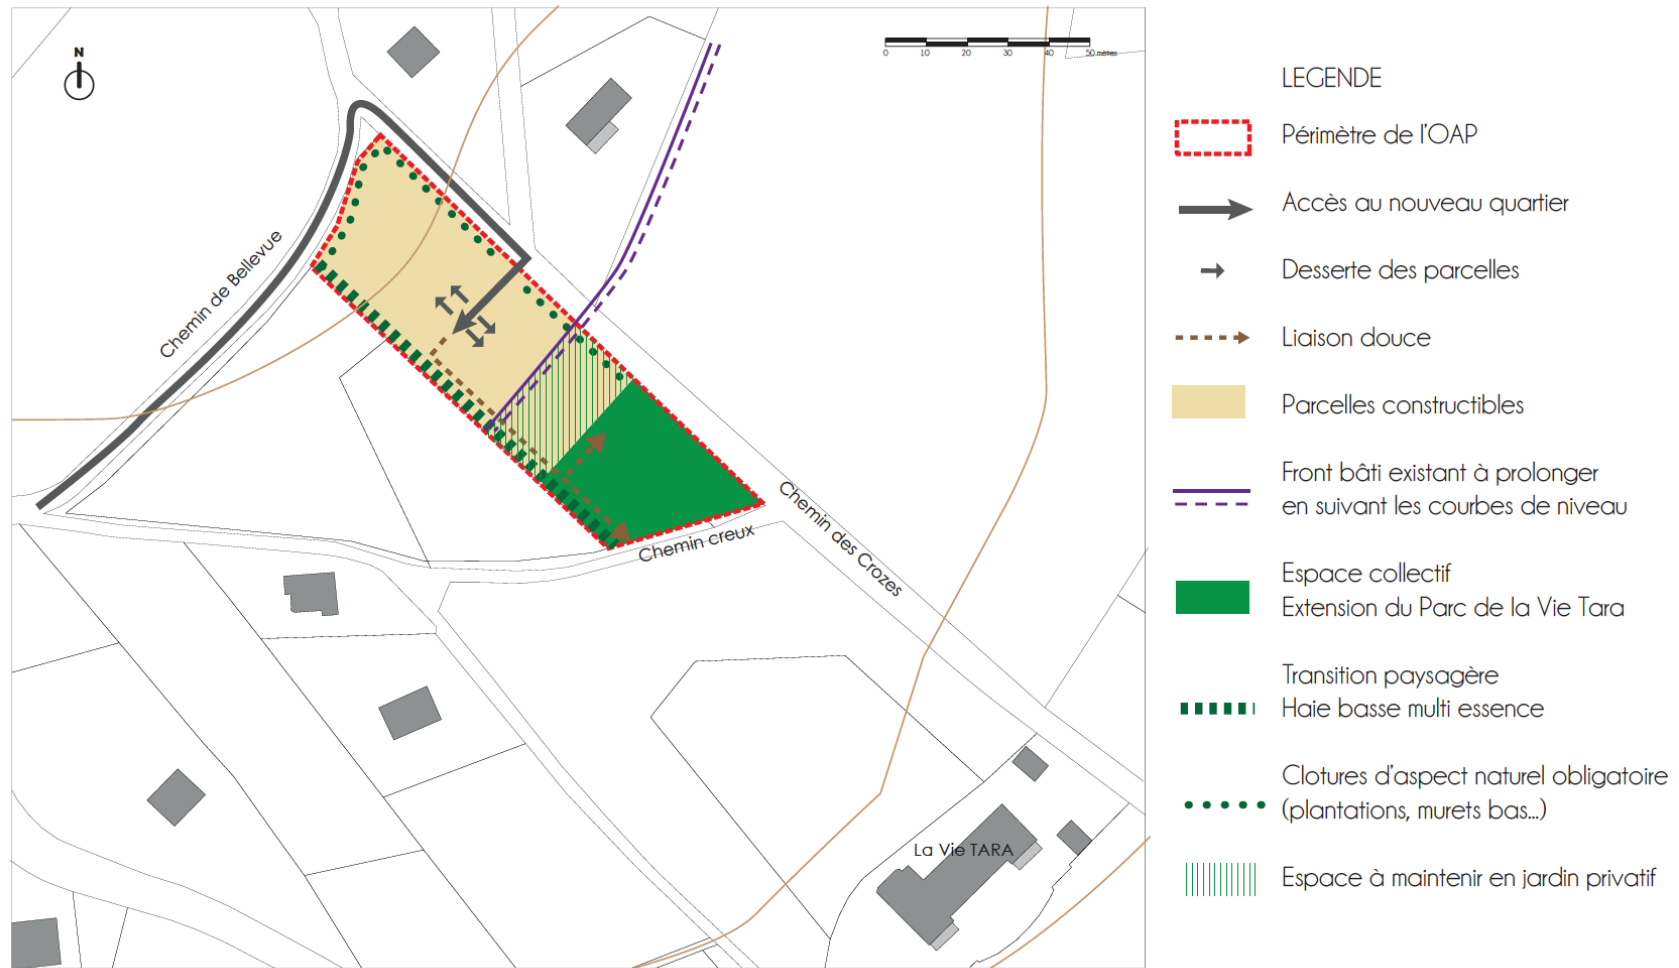 N
0 10 20 30 40 50 mètres
Chemin de Bellevue
Chemin des Crozes
Chemin creux
La Vie TARA
LEGENDE
Périmètre de l'OAP
Accès au nouveau quartier
Desserte des parcelles
Liaison douce
Parcelles constructibles
Front bâti existant à prolonger
en suivant les courbes de niveau
Espace collectif
Extension du Parc de la Vie Tara
Transition paysagère
Haie basse multi essence
Clotures d'aspect naturel obligatoire
(plantations, murets bas...)
Espace à maintenir en jardin privatif